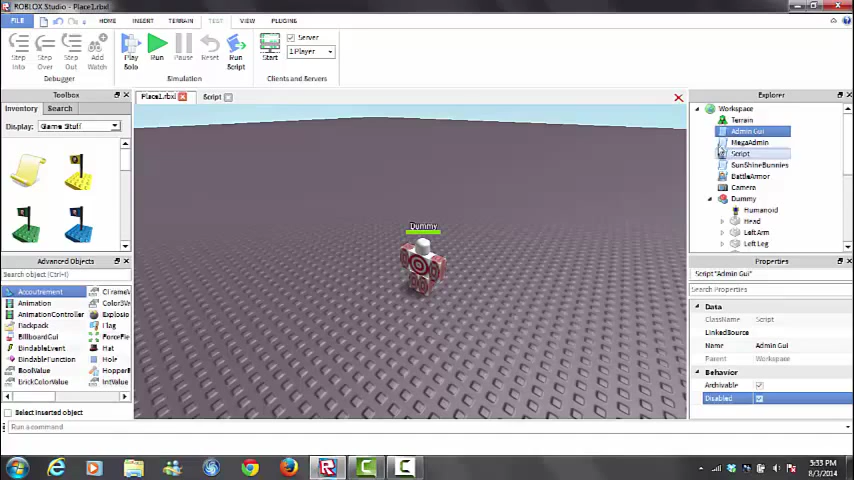 ROBLOX Studio - Place1.rbxl
FILE
HOME INSERT TERRAIN TEST VIEW PLUGINS
Step Into
Step Over
Step Out
Add Watch
Play Solo
Run
Pause
Reset
Run Script
Start
Server
1 Player
Debugger
Simulation
Clients and Servers
Toolbox
Inventory Search
Display: Game Stuff
Place1.rbxl
Script
Dummy
Advanced Objects
Search object (Ctrl+I)
Accoutrement
Animation Color3Va
AnimationController Explosio
Backpack Flag
BillboardGui ForceFie
BindableEvent Hat
BindableFunction
BoolValue HopperB
BrickColorValue IntValue
Select inserted object
Run a command
Explorer
Workspace
Terrain
Admin Gui
MegaAdmin
Script
SunShineBunnies
BattleArmor
Camera
Dummy
Humanoid
Head
Left Arm
Left Leg
Properties
Script "Admin Gui"
Search Properties
Data
ClassName Script
LinkedSource
Name Admin Gui
Parent Workspace
Behavior
Archivable
Disabled
3:33 PM
8/3/2014